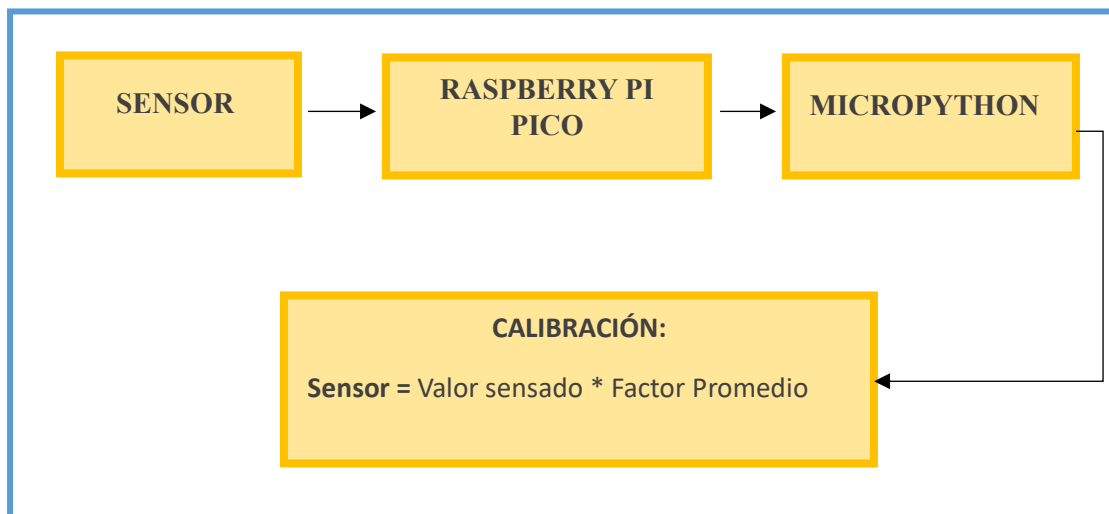 SENSOR
RASPBERRY PI
PICO
MICROPYTHON
CALIBRACIÓN:
Sensor = Valor sensado * Factor Promedio